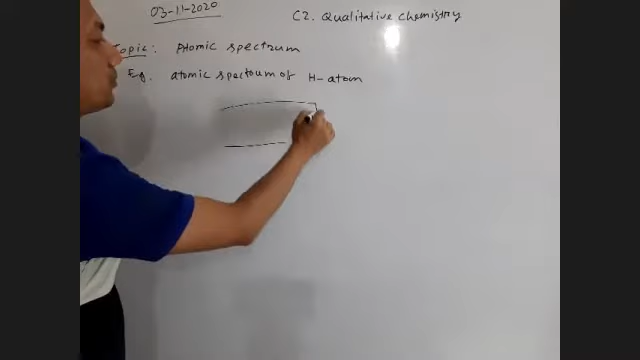 03-11-2020
C2. Qualitative chemistry
Topic: Atomic spectrum
Eg. atomic spectrum of H-atom